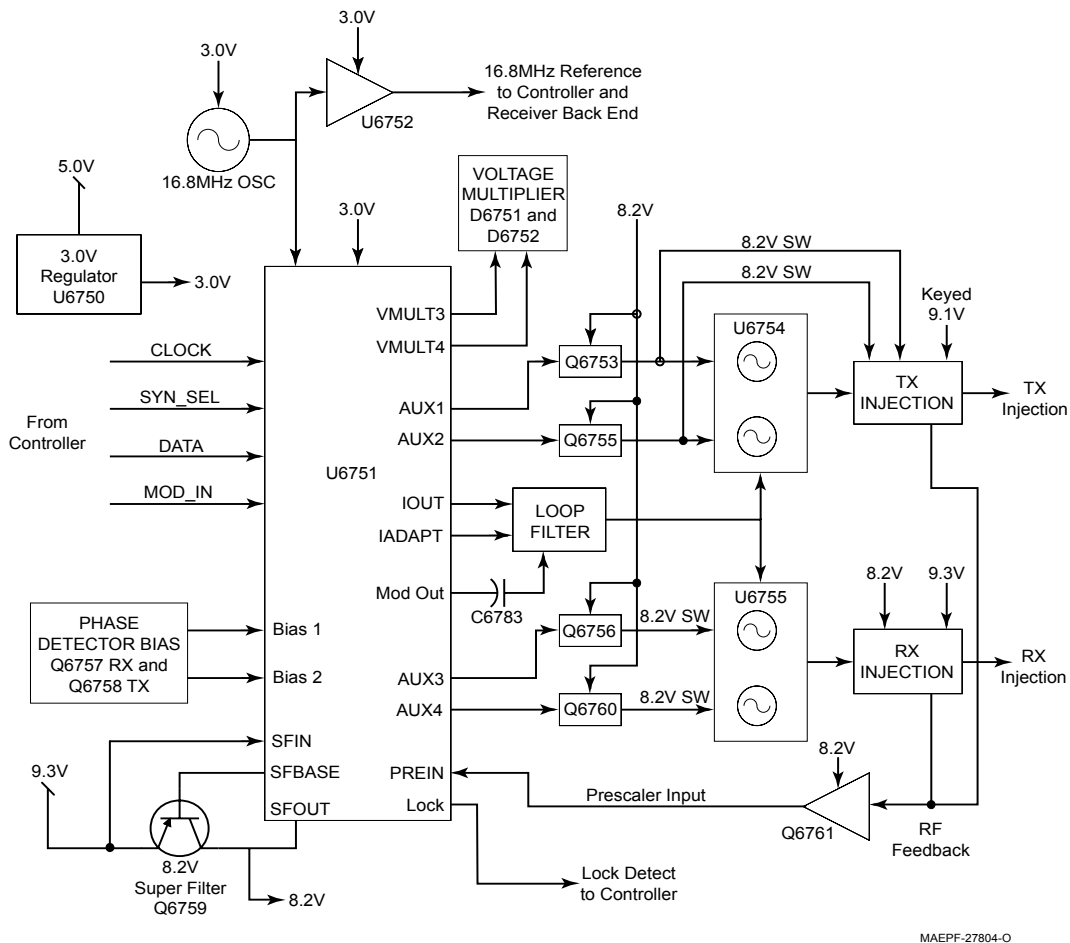 3.0V
3.0V
16.8MHz Reference
to Controller and
Receiver Back End
U6752
16.8MHz OSC
5.0V
3.0V
Regulator
U6750
3.0V
3.0V
VOLTAGE
MULTIPLIER
D6751 and
D6752
8.2V
8.2V SW
8.2V SW
Keyed
9.1V
VMULT3
VMULT4
AUX1
AUX2
Q6753
Q6755
U6754
TX
INJECTION
TX
Injection
From
Controller
CLOCK
SYN_SEL
DATA
MOD_IN
U6751
IOUT
IADAPT
LOOP
FILTER
Mod Out
C6783
PHASE
DETECTOR BIAS
Q6757 RX and
Q6758 TX
Bias 1
Bias 2
Q6756
8.2V SW
Q6760
8.2V SW
AUX3
AUX4
U6755
8.2V
9.3V
RX
INJECTION
RX
Injection
9.3V
SFIN
SFBASE
SFOUT
PREIN
Lock
Prescaler Input
8.2V
Q6761
RF
Feedback
8.2V
Super Filter
Q6759
8.2V
Lock Detect
to Controller
MAEPF-27804-O